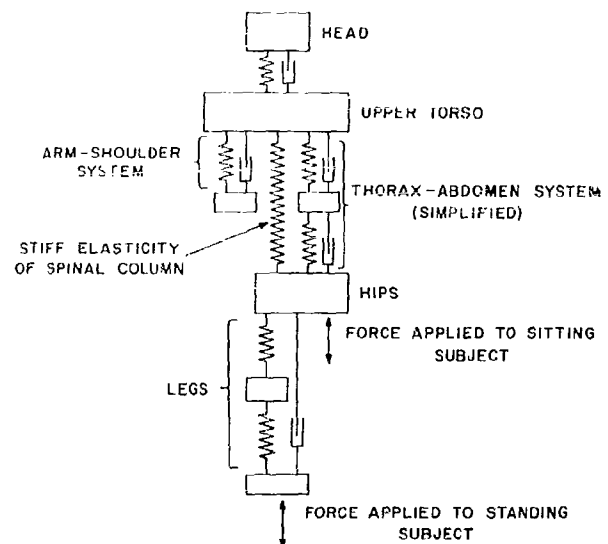 HEAD
UPPER TORSO
ARM-SHOULDER
SYSTEM
THORAX-ABDOMEN SYSTEM
(SIMPLIFIED)
STIFF ELASTICITY
OF SPINAL COLUMN
HIPS
FORCE APPLIED TO SITTING
SUBJECT
LEGS
FORCE APPLIED TO STANDING
SUBJECT